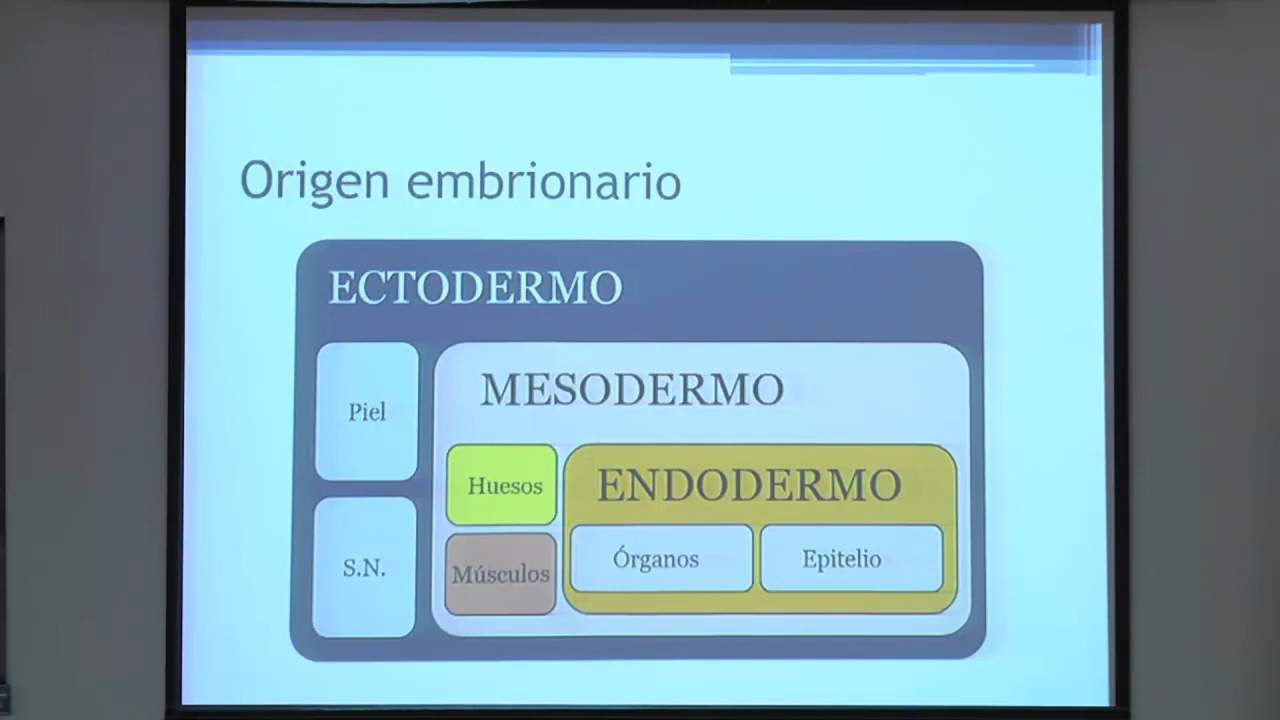 Origen embrionario
ECTODERMO
Piel
S.N.
MESODERMO
Huesos
Músculos
ENDODERMO
Órganos
Epitelio